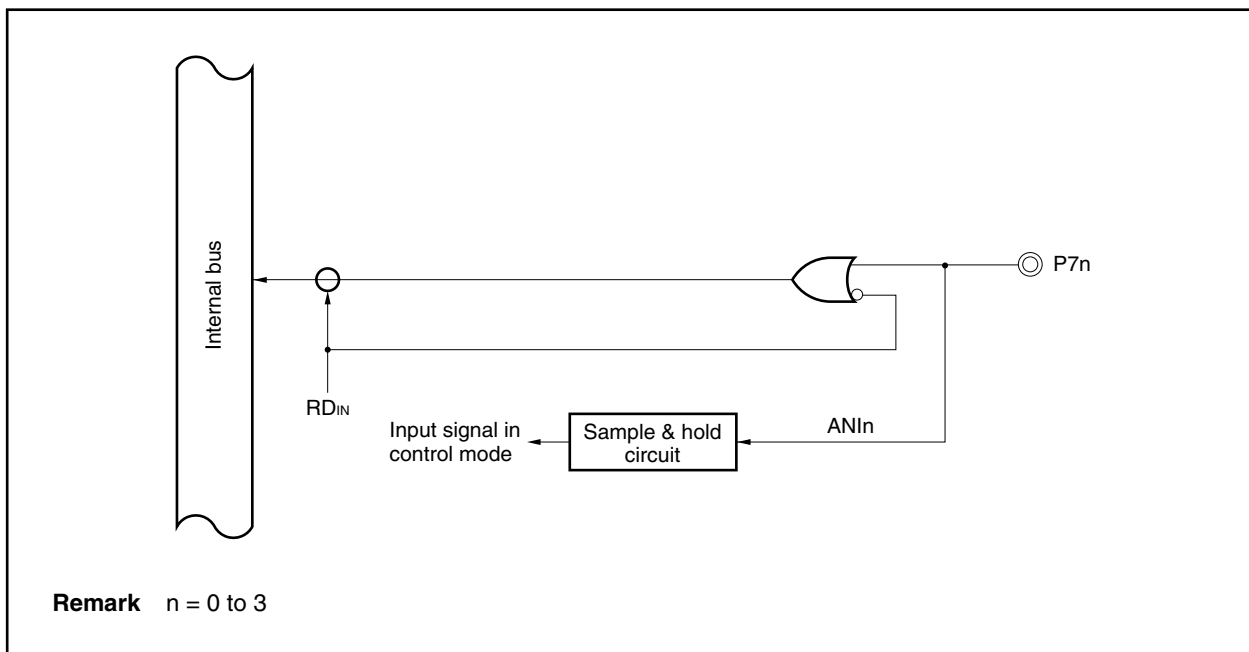 Internal bus
P7n
RDIN
ANIn
Input signal in
control mode
Sample & hold
circuit
Remark n = 0 to 3